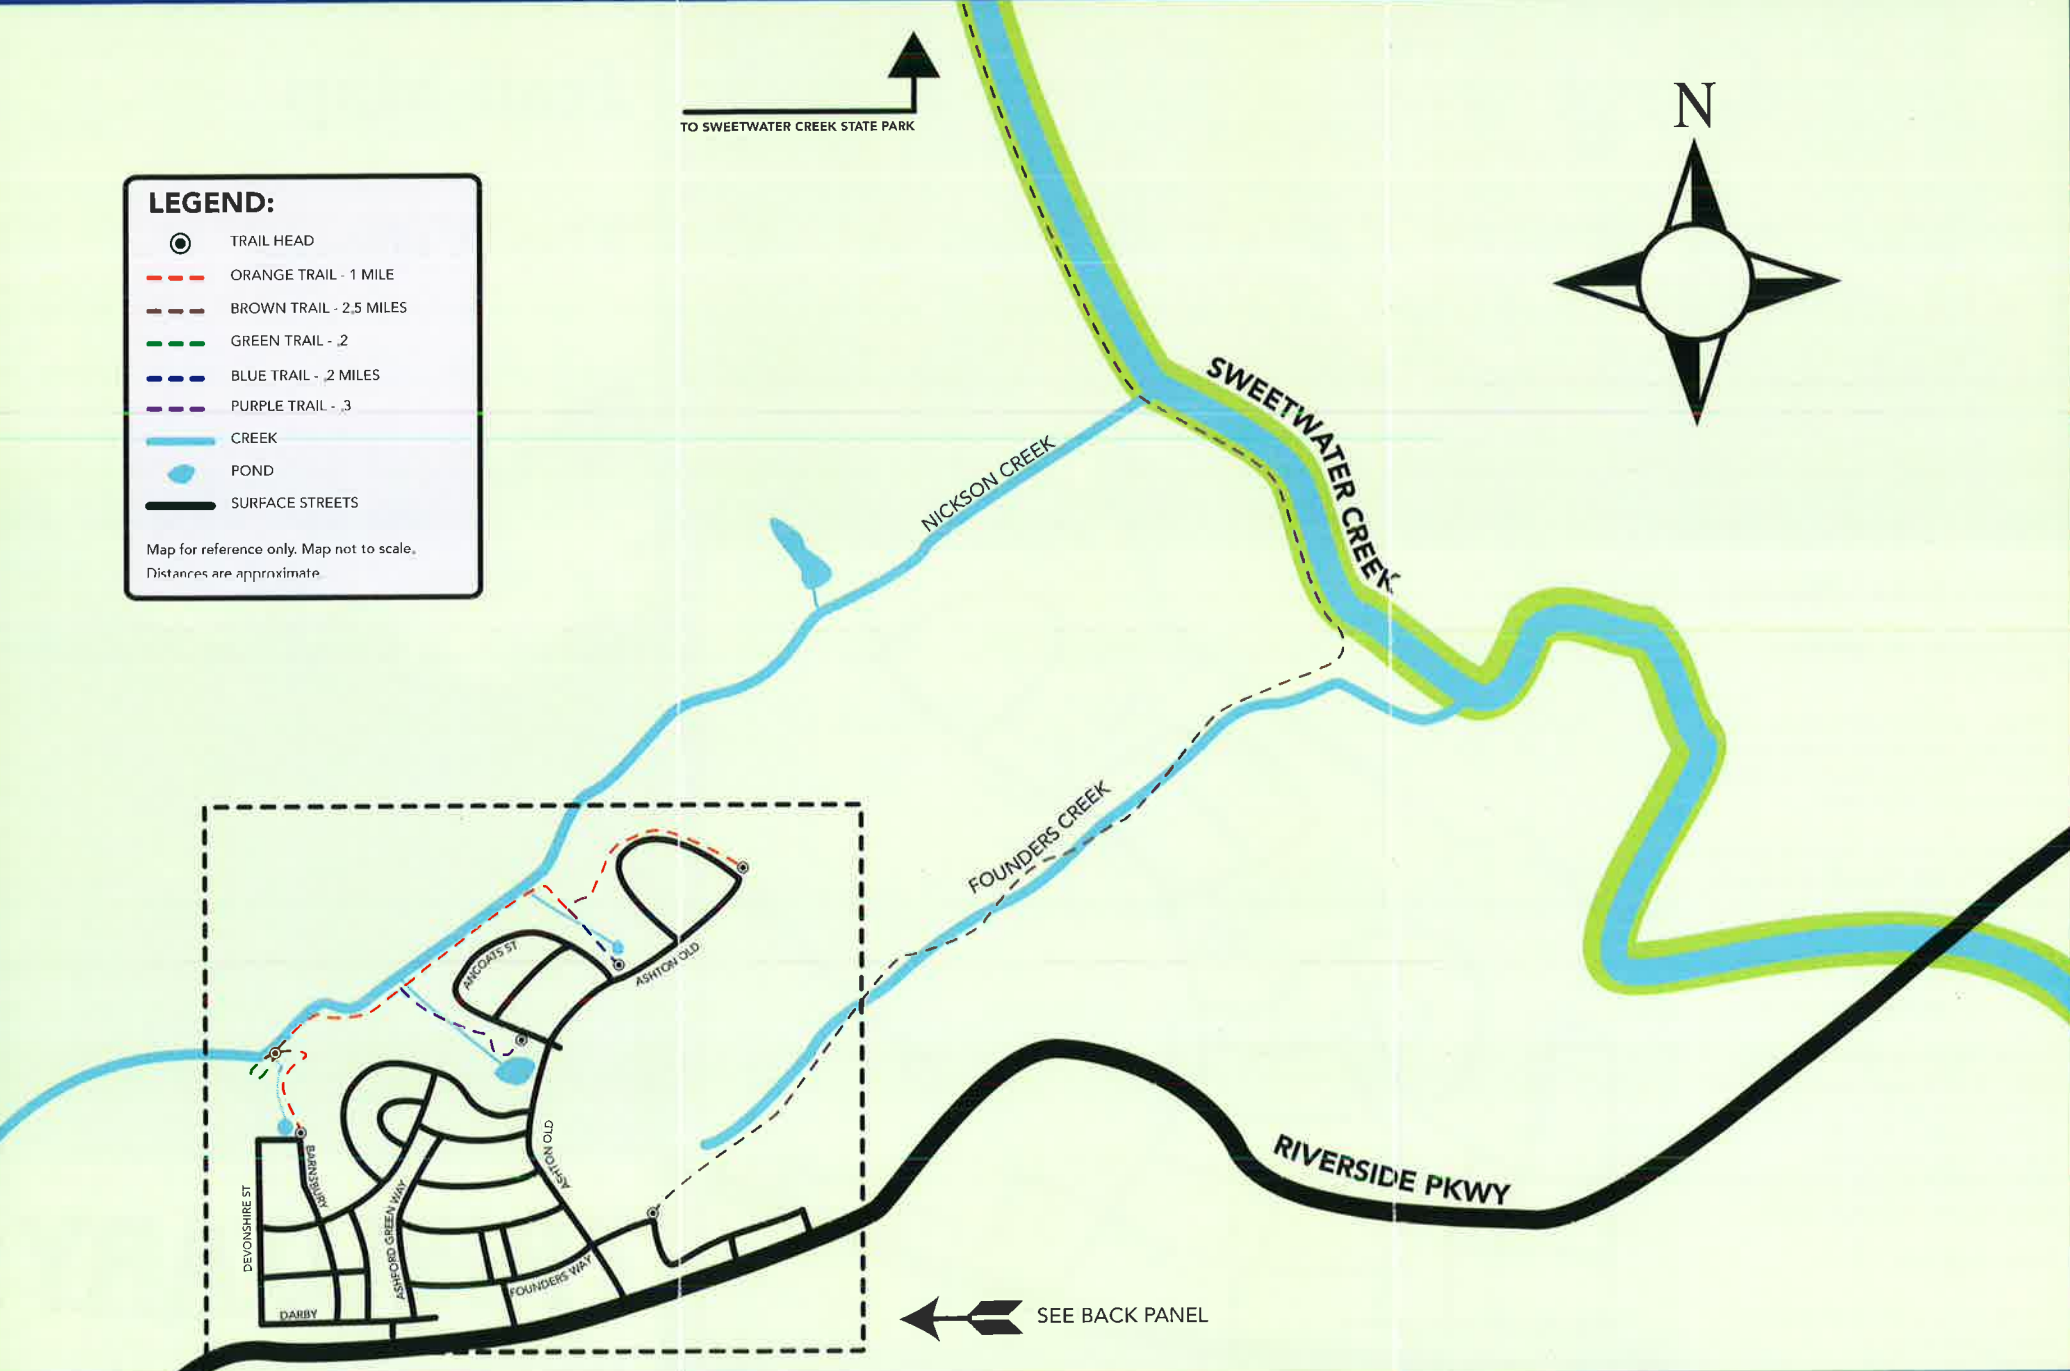 TO SWEETWATER CREEK STATE PARK
N
LEGEND:
TRAIL HEAD
ORANGE TRAIL - 1 MILE
BROWN TRAIL - 2.5 MILES
GREEN TRAIL - .2
BLUE TRAIL - .2 MILES
PURPLE TRAIL - .3
CREEK
POND
SURFACE STREETS
Map for reference only. Map not to scale.
Distances are approximate.
SWEETWATER CREEK
NICKSON CREEK
FOUNDERS CREEK
ANCOATS ST
ASHTON OLD
ASHTON OLD
BARNSBURY
DEVONSHIRE ST
ASHFORD GREEN WAY
FOUNDERS WAY
DARBY
RIVERSIDE PKWY
SEE BACK PANEL